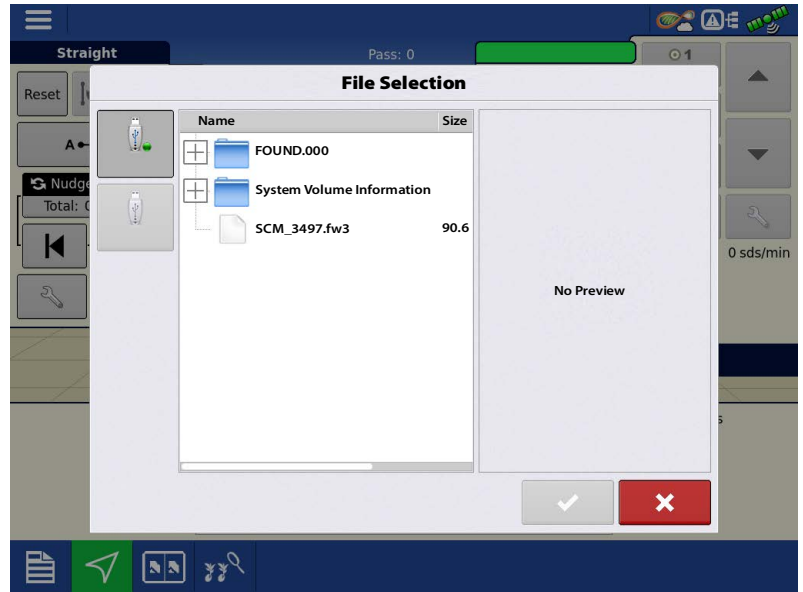 Straight
Pass: 0
1
Reset
File Selection
Name Size
FOUND.000
System Volume Information
SCM_3497.fw3 90.6
No Preview
A
Nudge
Total:
0 sds/min
s